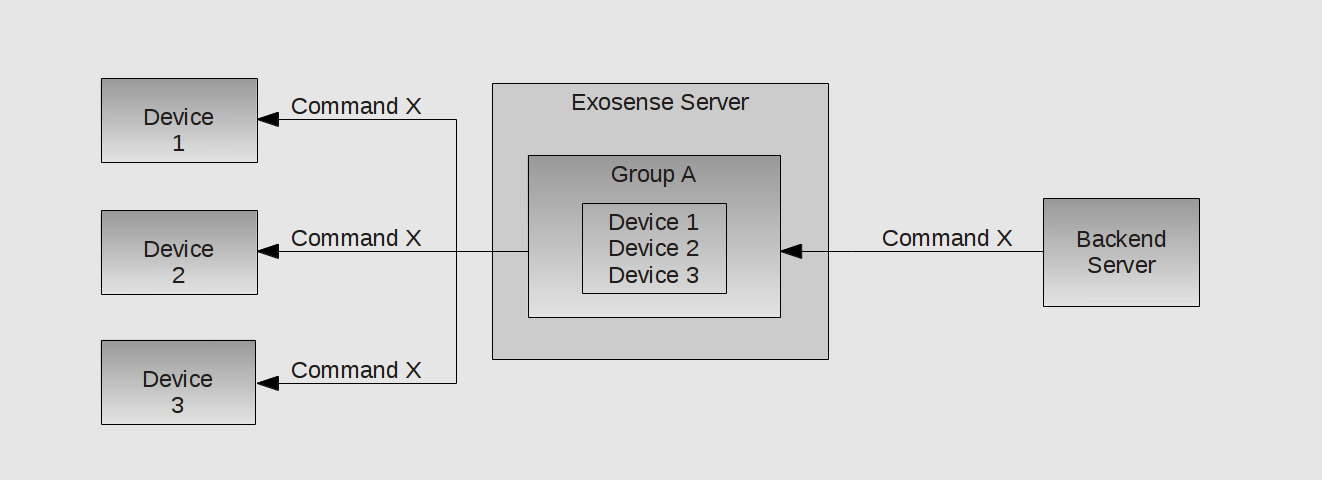 Device
1
Command X
Device
2
Command X
Device
3
Command X
Exosense Server
Group A
Device 1
Device 2
Device 3
Command X
Backend
Server